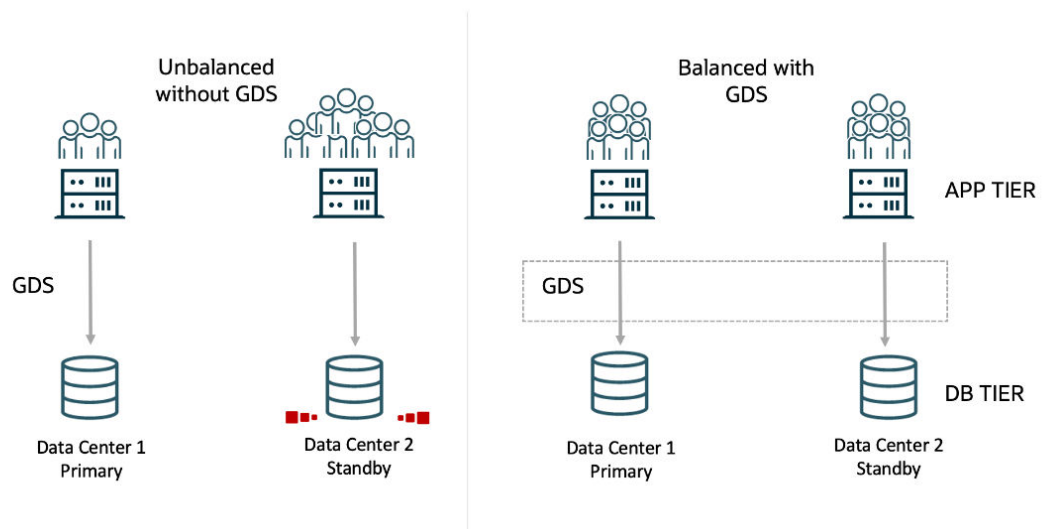 Unbalanced
without GDS
GDS
Data Center 1
Primary
Data Center 2
Standby
Balanced with
GDS
APP TIER
GDS
DB TIER
Data Center 1
Primary
Data Center 2
Standby